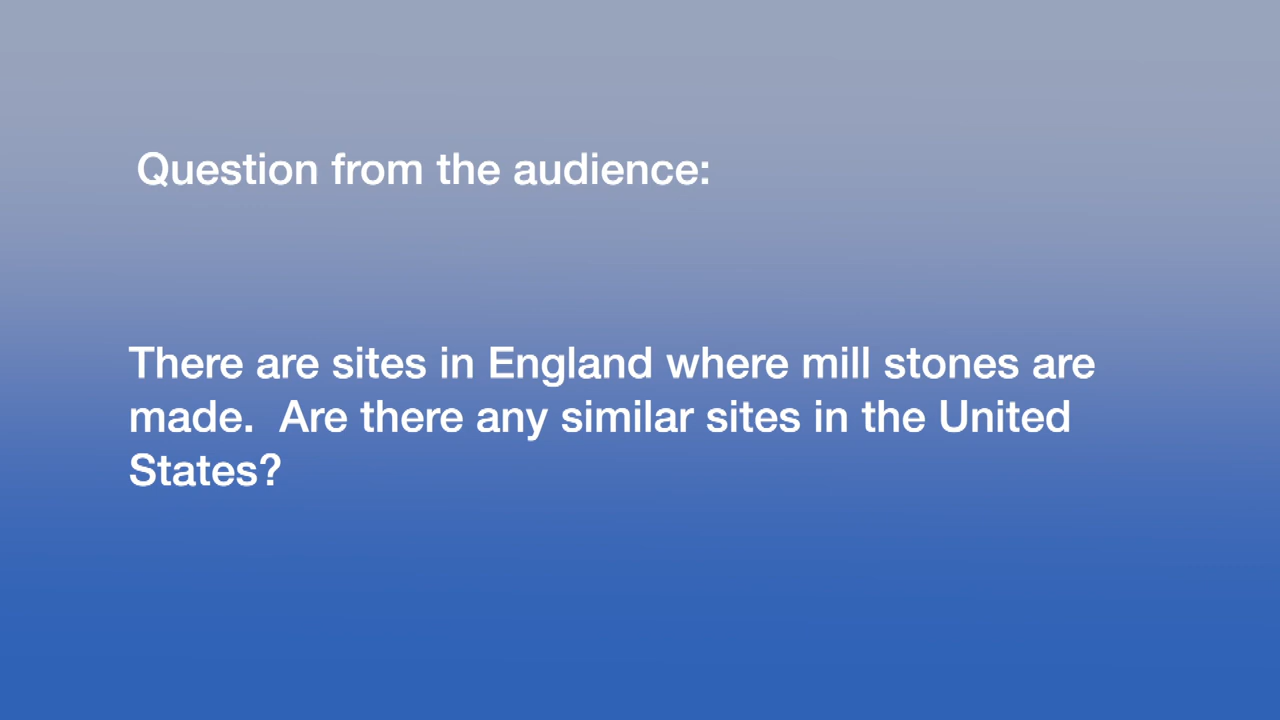 Question from the audience:
There are sites in England where mill stones are
made.  Are there any similar sites in the United
States?